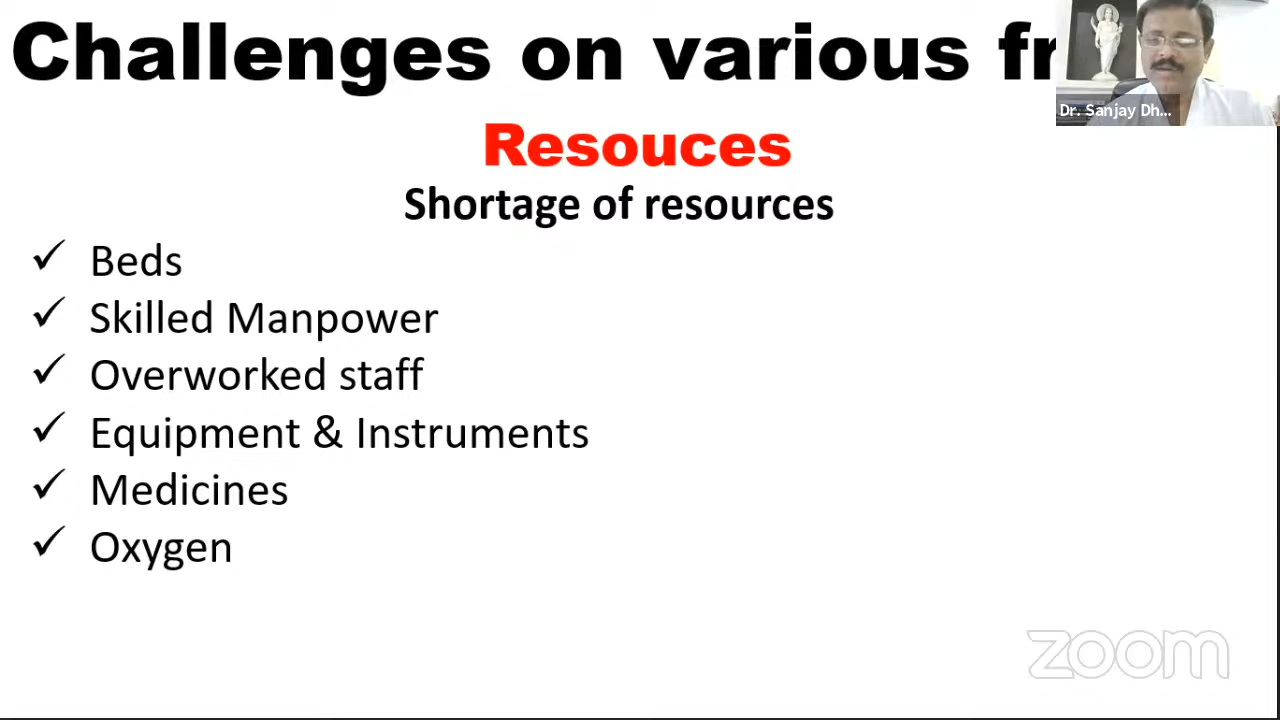 Challenges on various fr
Dr. Sanjay Dh...
Resouces
Shortage of resources
✓ Beds
✓ Skilled Manpower
✓ Overworked staff
✓ Equipment & Instruments
✓ Medicines
✓ Oxygen
zoom